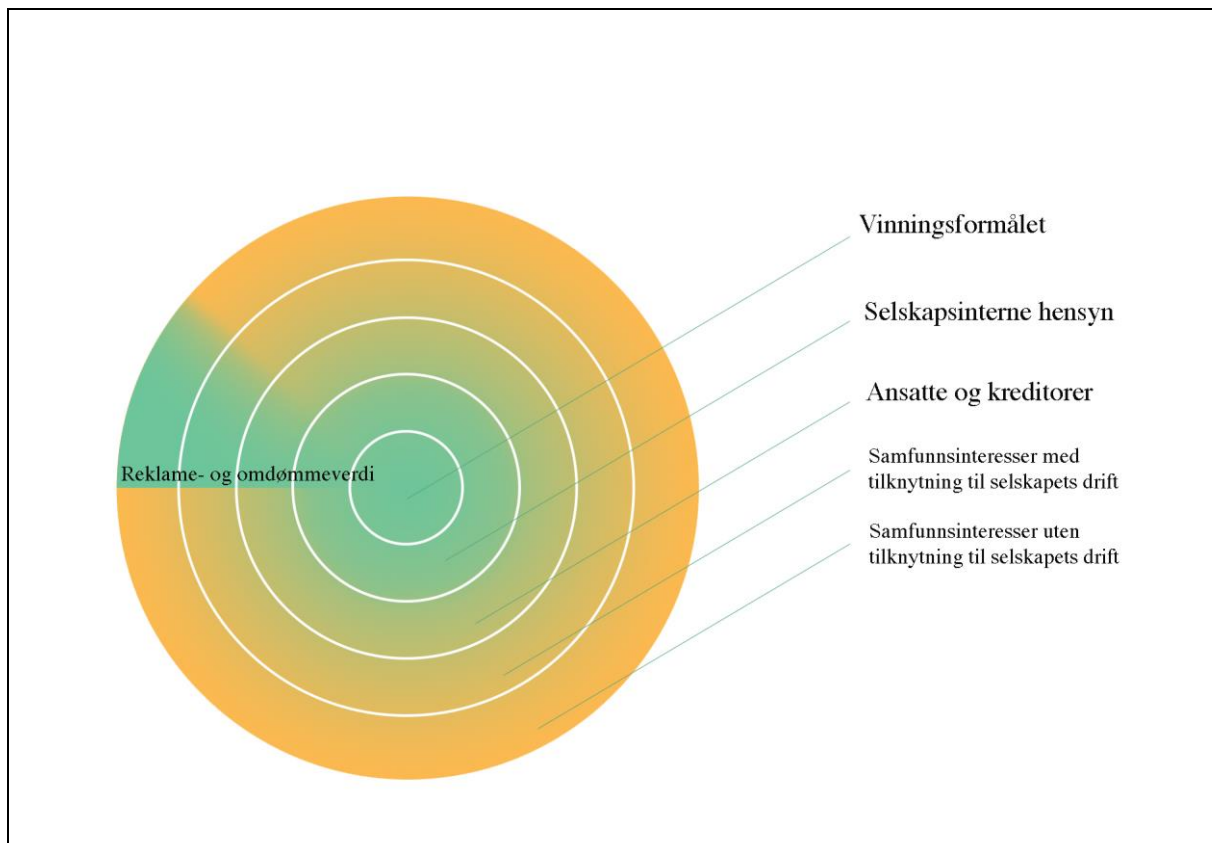 Vinningsformålet
Selskapsinterne hensyn
Ansatte og kreditorer
Samfunnsinteresser med
tilknytning til selskapets drift
Reklame- og omdømmeverdi
Samfunnsinteresser uten
tilknytning til selskapets drift